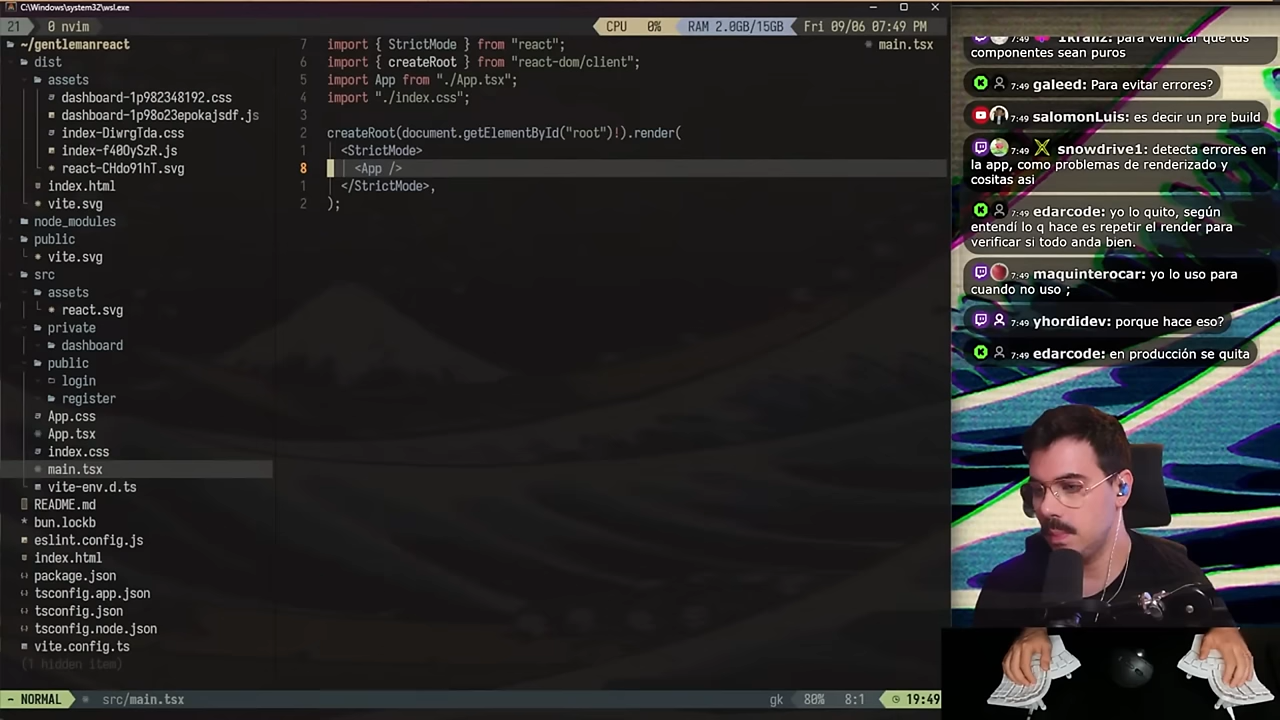 C:\Windows\system32\wsl.exe
21 0 nvim
CPU 0% RAM 2.0GB/15GB Fri 09/06 07:49 PM
~/gentlemanreact
dist
assets
dashboard-1p982348192.css
dashboard-1p98o23epokajsdf.js
index-DiwrgTda.css
index-f40OySzR.js
react-CHdo91hT.svg
index.html
vite.svg
node_modules
public
vite.svg
src
assets
react.svg
private
dashboard
public
login
register
App.css
App.tsx
index.css
main.tsx
vite-env.d.ts
README.md
bun.lockb
eslint.config.js
index.html
package.json
tsconfig.app.json
tsconfig.json
tsconfig.node.json
vite.config.ts
(1 hidden item)
main.tsx
7 import { StrictMode } from "react";
6 import { createRoot } from "react-dom/client";
5 import App from "./App.tsx";
4 import "./index.css";
3
2 createRoot(document.getElementById("root")!).render(
1 <StrictMode>
8 <App />
1 </StrictMode>,
2 );
~ NORMAL src/main.tsx gk 80% 8:1 19:49
para verificar que tus
componentes sean puros
7:49 galeed: Para evitar errores?
7:49 salomonLuis: es decir un pre build
7:49 snowdrive1: detecta errores en
la app, como problemas de renderizado y
cositas asi
7:49 edarcode: yo lo quito, según
entendí lo q hace es repetir el render para
verificar si todo anda bien.
7:49 maquinterocar: yo lo uso para
cuando no uso ;
7:49 yhordidev: porque hace eso?
7:49 edarcode: en producción se quita